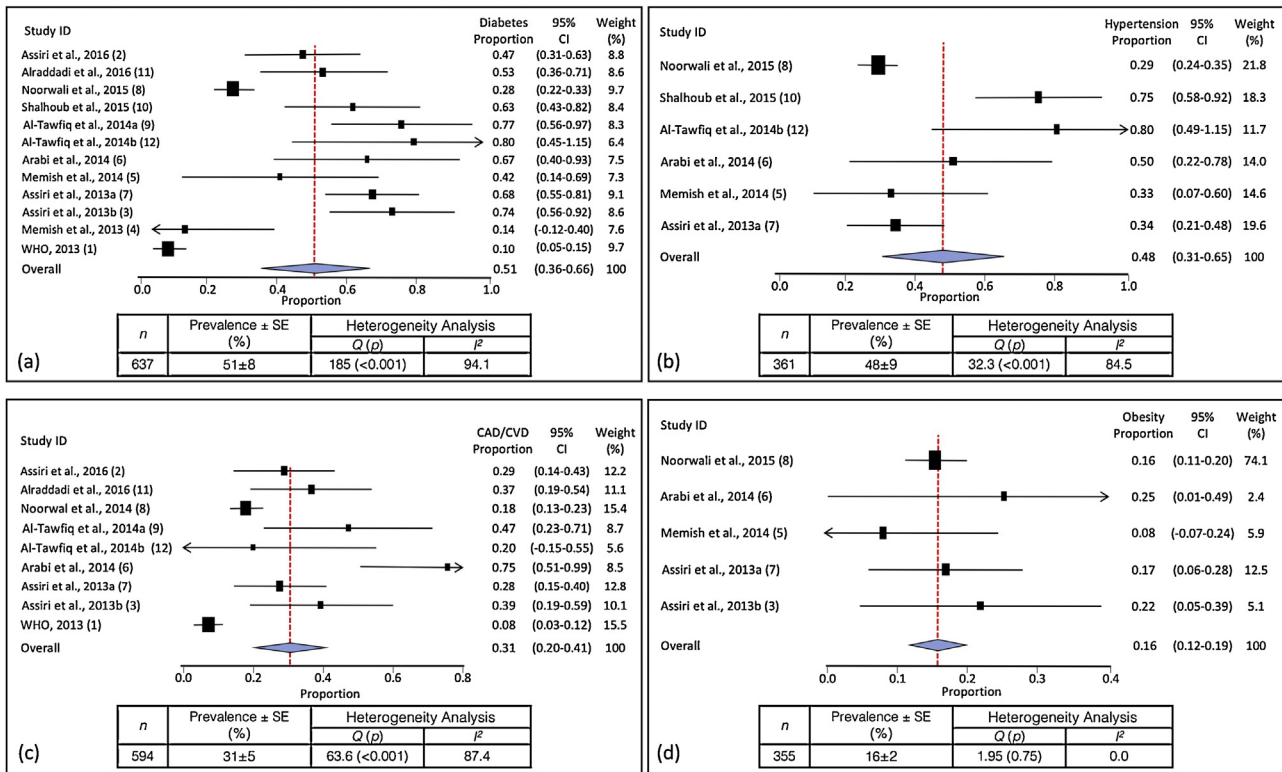 Study ID
Diabetes 95% Weight
Proportion CI (%)
Assiri et al., 2016 (2) 0.47 (0.31-0.63) 8.8
Alraddadi et al., 2016 (11) 0.53 (0.36-0.71) 8.6
Noorwali et al., 2015 (8) 0.28 (0.22-0.33) 9.7
Shalhoub et al., 2015 (10) 0.63 (0.43-0.82) 8.4
Al-Tawfiq et al., 2014a (9) 0.77 (0.56-0.97) 8.3
Al-Tawfiq et al., 2014b (12) 0.80 (0.45-1.15) 6.4
Arabi et al., 2014 (6) 0.67 (0.40-0.93) 7.5
Memish et al., 2014 (5) 0.42 (0.14-0.69) 7.3
Assiri et al., 2013a (7) 0.68 (0.55-0.81) 9.1
Assiri et al., 2013b (3) 0.74 (0.56-0.92) 8.6
Memish et al., 2013 (4) 0.14 (-0.12-0.40) 7.6
WHO, 2013 (1) 0.10 (0.05-0.15) 9.7
Overall 0.51 (0.36-0.66) 100
0.0 0.2 0.4 0.6 0.8 1.0
Proportion
n Prevalence ± SE (%) Heterogeneity Analysis
Q (p) I²
637 51±8 185 (<0.001) 94.1
(a)
Study ID
Hypertension 95% Weight
Proportion CI (%)
Noorwali et al., 2015 (8) 0.29 (0.24-0.35) 21.8
Shalhoub et al., 2015 (10) 0.75 (0.58-0.92) 18.3
Al-Tawfiq et al., 2014b (12) 0.80 (0.49-1.15) 11.7
Arabi et al., 2014 (6) 0.50 (0.22-0.78) 14.0
Memish et al., 2014 (5) 0.33 (0.07-0.60) 14.6
Assiri et al., 2013a (7) 0.34 (0.21-0.48) 19.6
Overall 0.48 (0.31-0.65) 100
0.0 0.2 0.4 0.6 0.8 1.0
Proportion
n Prevalence ± SE (%) Heterogeneity Analysis
Q (p) I²
361 48±9 32.3 (<0.001) 84.5
(b)
Study ID
CAD/CVD 95% Weight
Proportion CI (%)
Assiri et al., 2016 (2) 0.29 (0.14-0.43) 12.2
Alraddadi et al., 2016 (11) 0.37 (0.19-0.54) 11.1
Noorwal et al., 2014 (8) 0.18 (0.13-0.23) 15.4
Al-Tawfiq et al., 2014a (9) 0.47 (0.23-0.71) 8.7
Al-Tawfiq et al., 2014b (12) 0.20 (-0.15-0.55) 5.6
Arabi et al., 2014 (6) 0.75 (0.51-0.99) 8.5
Assiri et al., 2013a (7) 0.28 (0.15-0.40) 12.8
Assiri et al., 2013b (3) 0.39 (0.19-0.59) 10.1
WHO, 2013 (1) 0.08 (0.03-0.12) 15.5
Overall 0.31 (0.20-0.41) 100
0.0 0.2 0.4 0.6 0.8
Proportion
n Prevalence ± SE (%) Heterogeneity Analysis
Q (p) I²
594 31±5 63.6 (<0.001) 87.4
(c)
Study ID
Obesity 95% Weight
Proportion CI (%)
Noorwali et al., 2015 (8) 0.16 (0.11-0.20) 74.1
Arabi et al., 2014 (6) 0.25 (0.01-0.49) 2.4
Memish et al., 2014 (5) 0.08 (-0.07-0.24) 5.9
Assiri et al., 2013a (7) 0.17 (0.06-0.28) 12.5
Assiri et al., 2013b (3) 0.22 (0.05-0.39) 5.1
Overall 0.16 (0.12-0.19) 100
0.0 0.1 0.2 0.3 0.4
Proportion
n Prevalence ± SE (%) Heterogeneity Analysis
Q (p) I²
355 16±2 1.95 (0.75) 0.0
(d)